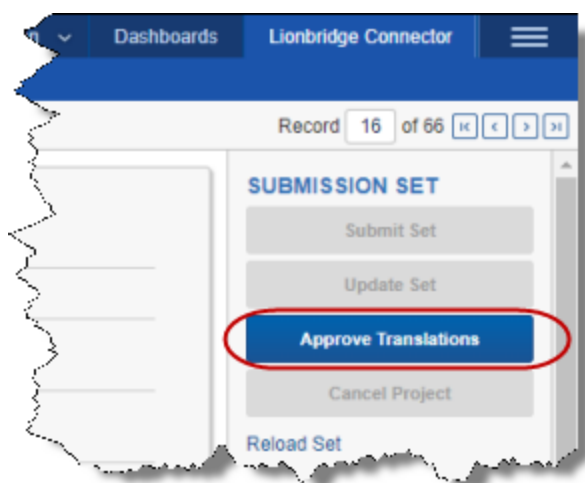 Dashboards Lionbridge Connector
Record 16 of 66
SUBMISSION SET
Submit Set
Update Set
Approve Translations
Cancel Project
Reload Set